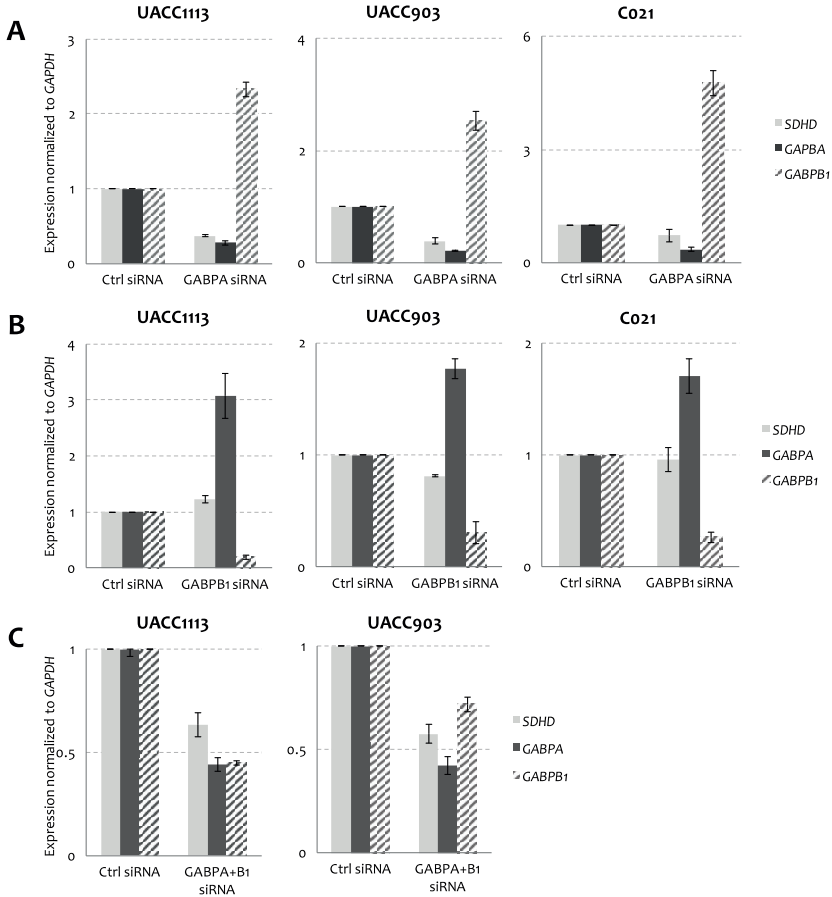 A
UACC1113
UACC903
C021
Expression normalized to GAPDH
3
2
1
0
4
2
1
0
6
3
1
0
Ctrl siRNA
GABPA siRNA
Ctrl siRNA
GABPA siRNA
Ctrl siRNA
GABPA siRNA
SDHD
GAPBA
GABPB1
B
UACC1113
UACC903
C021
Expression normalized to GAPDH
4
3
2
1
0
2
1
0
2
1
0
Ctrl siRNA
GABPB1 siRNA
Ctrl siRNA
GABPB1 siRNA
Ctrl siRNA
GABPB1 siRNA
SDHD
GABPA
GABPB1
C
UACC1113
UACC903
Expression normalized to GAPDH
1
0.5
0
1
0.5
0
Ctrl siRNA
GABPA+B1
siRNA
Ctrl siRNA
GABPA+B1
siRNA
SDHD
GABPA
GABPB1